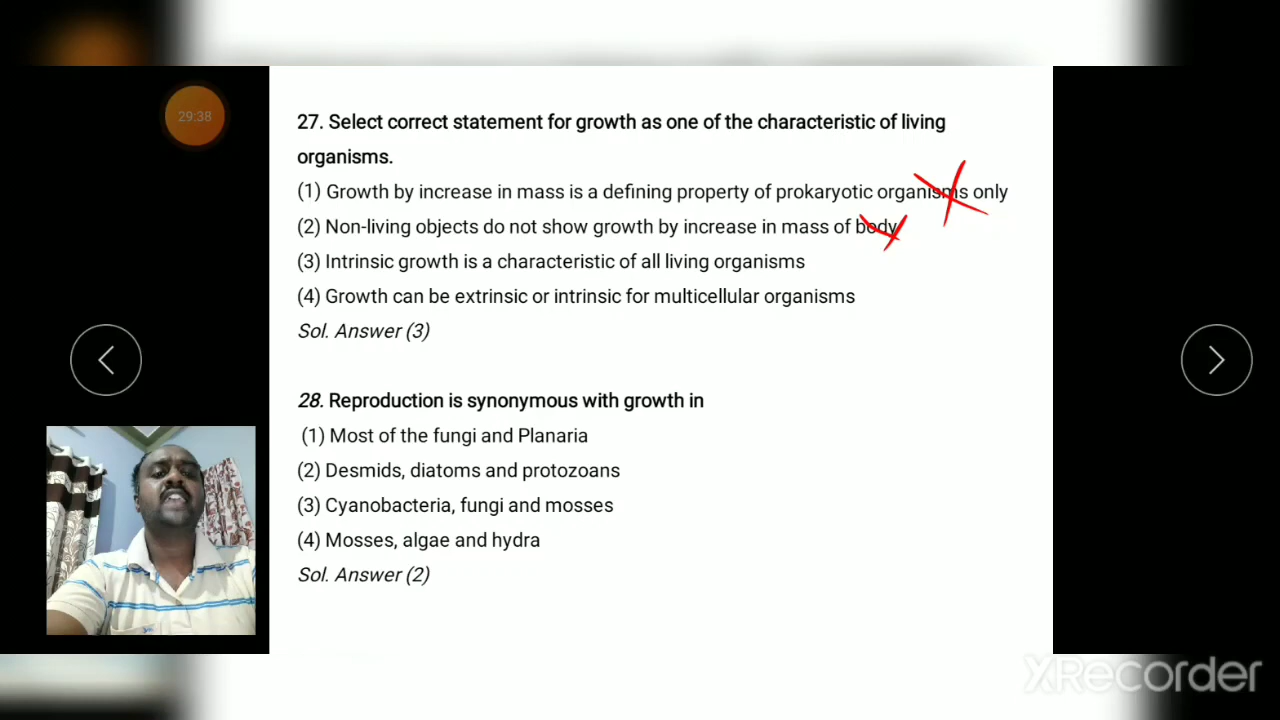 29:38
27. Select correct statement for growth as one of the characteristic of living
organisms.
(1) Growth by increase in mass is a defining property of prokaryotic organisms only
(2) Non-living objects do not show growth by increase in mass of body
(3) Intrinsic growth is a characteristic of all living organisms
(4) Growth can be extrinsic or intrinsic for multicellular organisms
Sol. Answer (3)
28. Reproduction is synonymous with growth in
(1) Most of the fungi and Planaria
(2) Desmids, diatoms and protozoans
(3) Cyanobacteria, fungi and mosses
(4) Mosses, algae and hydra
Sol. Answer (2)
XRecorder